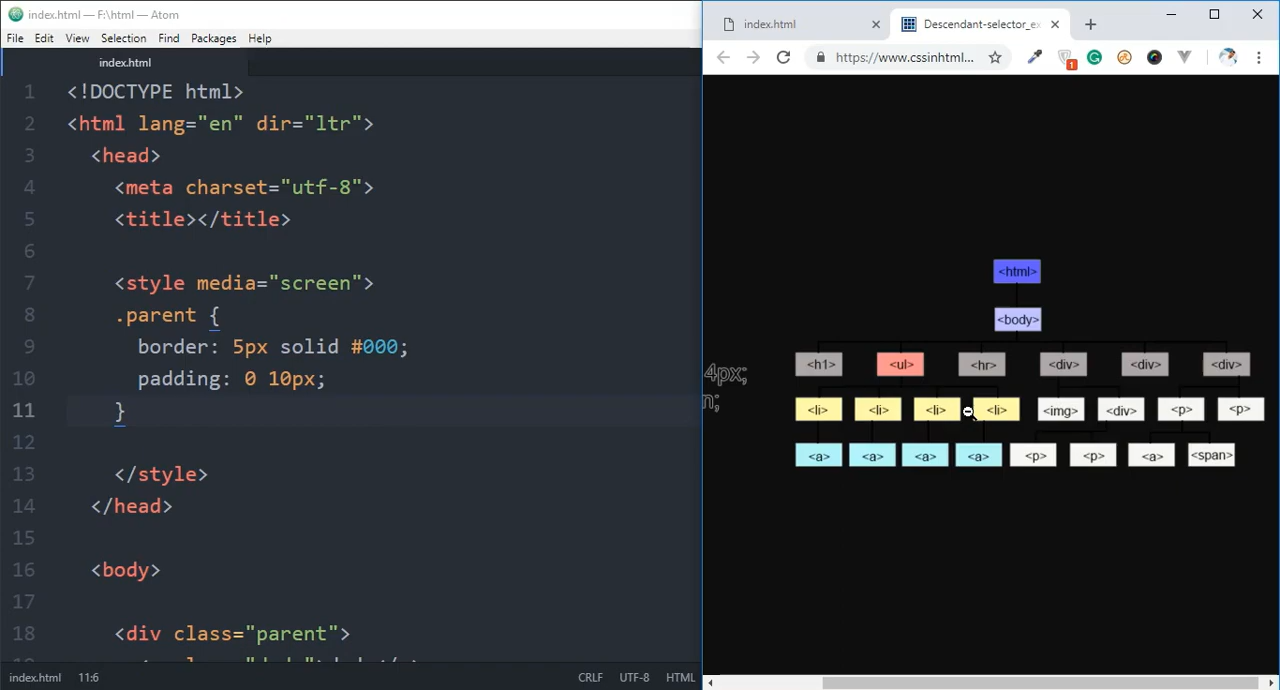 index.html — F:\html — Atom
File Edit View Selection Find Packages Help
index.html
1 <!DOCTYPE html>
2 <html lang="en" dir="ltr">
3 <head>
4 <meta charset="utf-8">
5 <title></title>
6
7 <style media="screen">
8 .parent {
9 border: 5px solid #000;
10 padding: 0 10px;
11 }
12
13 </style>
14 </head>
15
16 <body>
17
18 <div class="parent">
index.html 11:6 CRLF UTF-8 HTML
index.html Descendant-selector_ex
https://www.cssinhtml...
1
<html>
<body>
<h1> <ul> <hr> <div> <div> <div>
4px;
n;
<li> <li> <li> <li> <img> <div> <p> <p>
<a> <a> <a> <a> <p> <p> <a> <span>